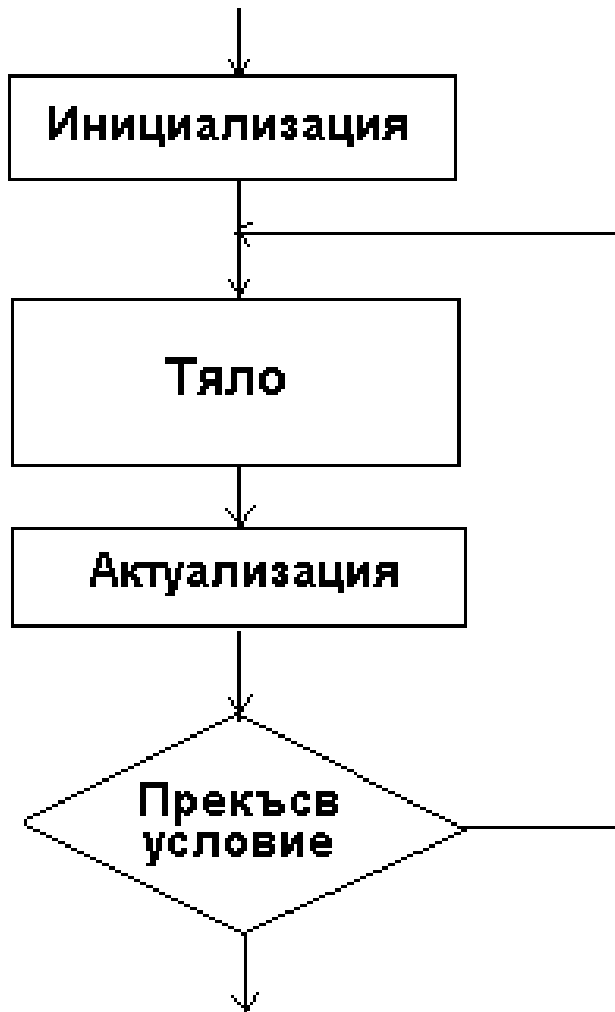 Инициализация
Тяло
Актуализация
Прекъсв
условие